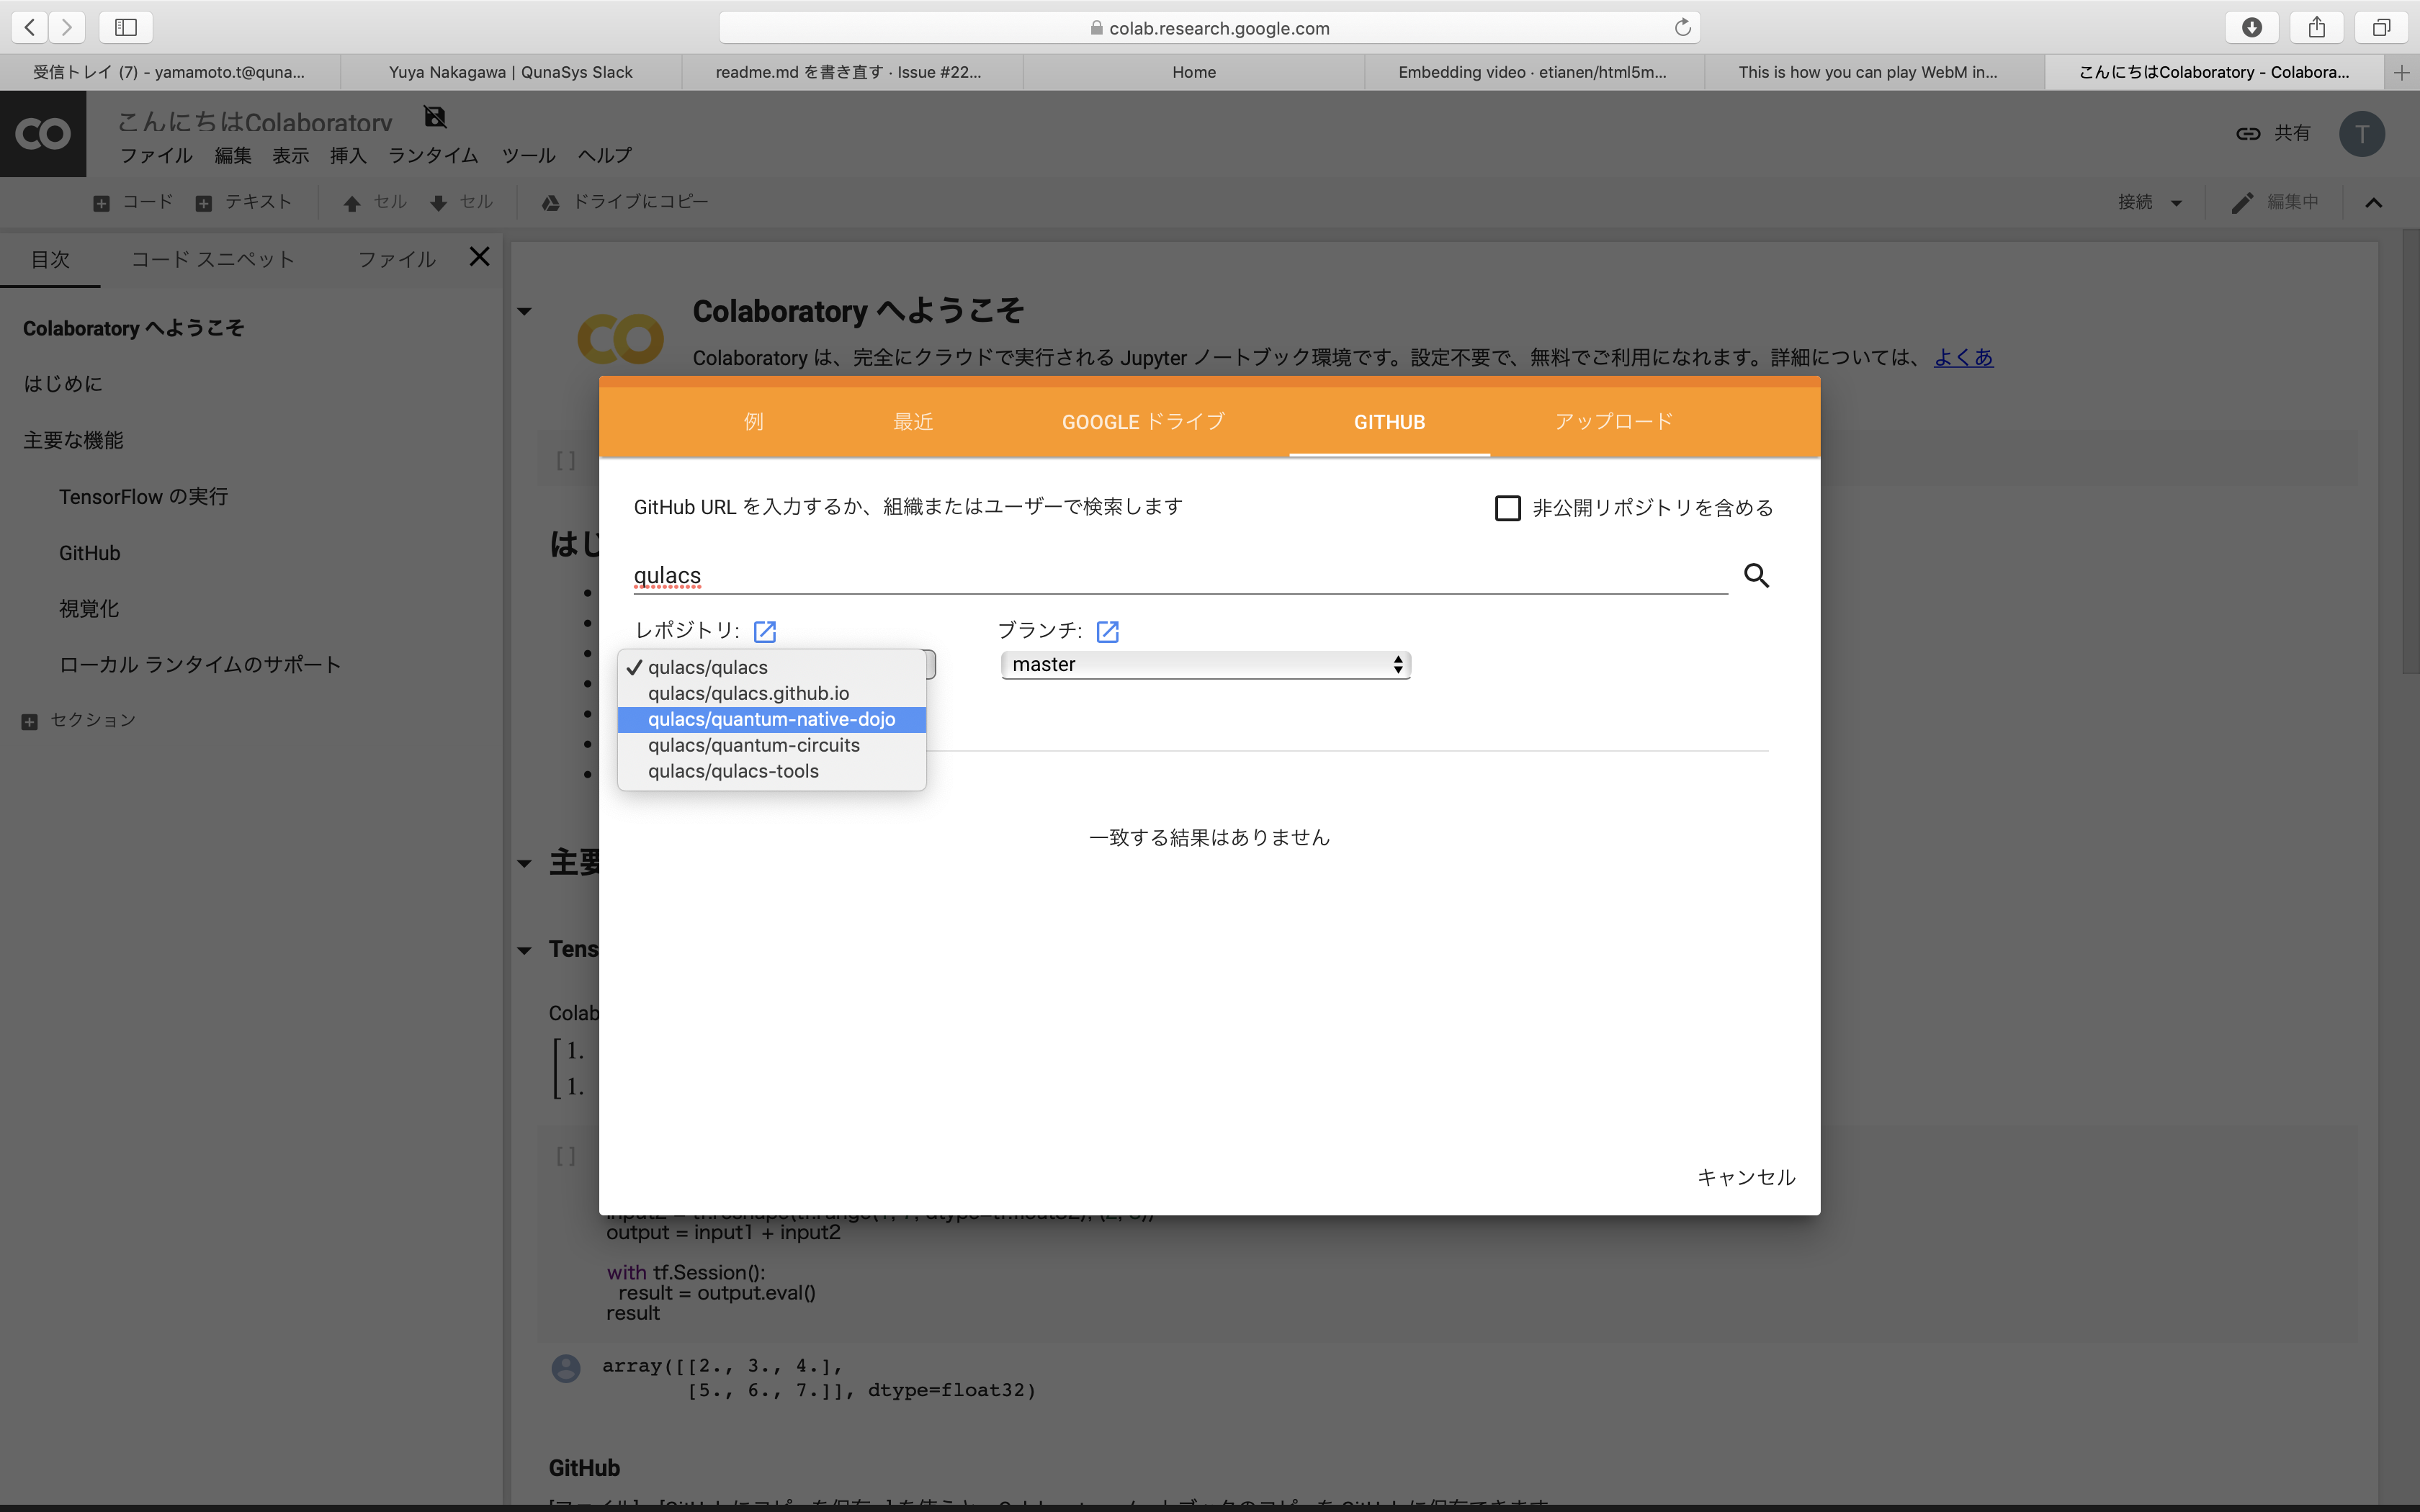 colab.research.google.com
受信トレイ (7) - yamamoto.t@quna...
Yuya Nakagawa | QunaSys Slack
readme.md を書き直す · Issue #22...
Home
Embedding video · etianen/html5m...
This is how you can play WebM in...
こんにちはColaboratory - Colabora...
こんにちはColaboratory
共有
T
ファイル 編集 表示 挿入 ランタイム ツール ヘルプ
コード テキスト セル セル ドライブにコピー
接続 編集中
目次 コード スニペット ファイル
Colaboratory へようこそ
はじめに
主要な機能
TensorFlow の実行
GitHub
視覚化
ローカル ランタイムのサポート
セクション
Colaboratory へようこそ
Colaboratory は、完全にクラウドで実行される Jupyter ノートブック環境です。設定不要で、無料でご利用になれます。詳細については、 よくあ
[ ]
はじ
例 最近 GOOGLE ドライブ GITHUB アップロード
GitHub URL を入力するか、組織またはユーザーで検索します
非公開リポジトリを含める
qulacs
レポジトリ:
ブランチ:
qulacs/qulacs
qulacs/qulacs.github.io
qulacs/quantum-native-dojo
qulacs/quantum-circuits
qulacs/qulacs-tools
master
一致する結果はありません
キャンセル
主要
Tens
Colab
1.
1.
[ ]
output = input1 + input2
with tf.Session():
result = output.eval()
result
array([[2., 3., 4.],
[5., 6., 7.]], dtype=float32)
GitHub